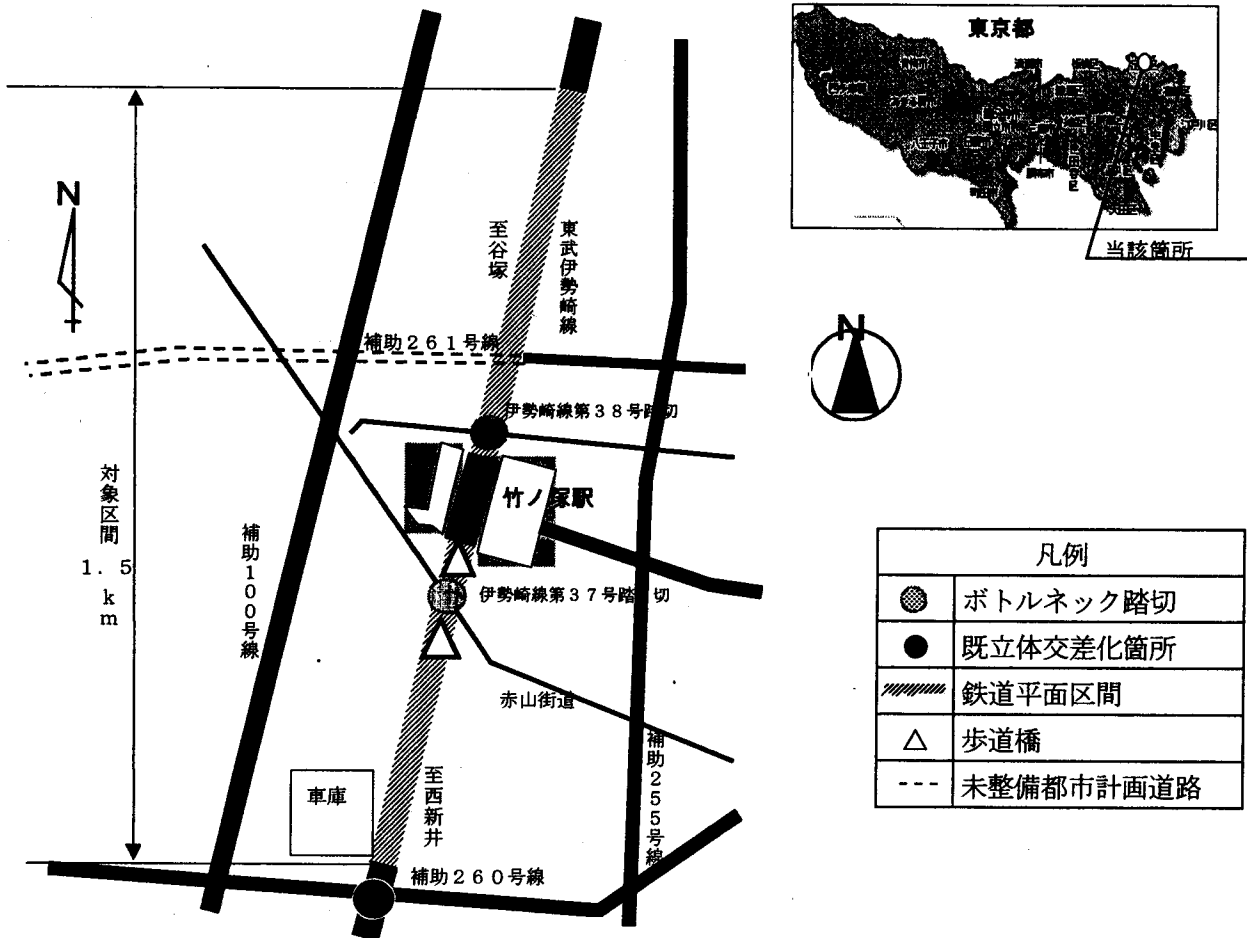 東京都
当該箇所
N
N
至谷塚
東武伊勢崎線
補助261号線
伊勢崎線第38号踏切
竹ノ塚駅
対象区間
1.5
km
補助100号線
伊勢崎線第37号踏切
赤山街道
補助255号線
至西新井
車庫
補助260号線
凡例
ボトルネック踏切
既立体交差化箇所
鉄道平面区間
歩道橋
未整備都市計画道路